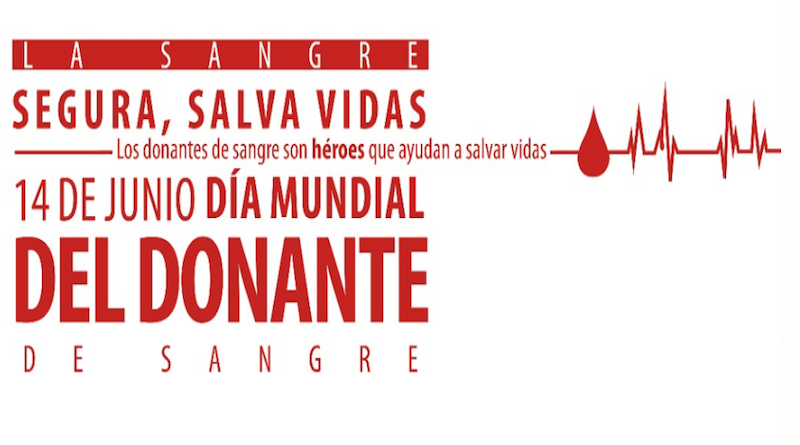 LA SANGRE
SEGURA, SALVA VIDAS
Los donantes de sangre son héroes que ayudan a salvar vidas
14 DE JUNIO DÍA MUNDIAL
DEL DONANTE
DE SANGRE